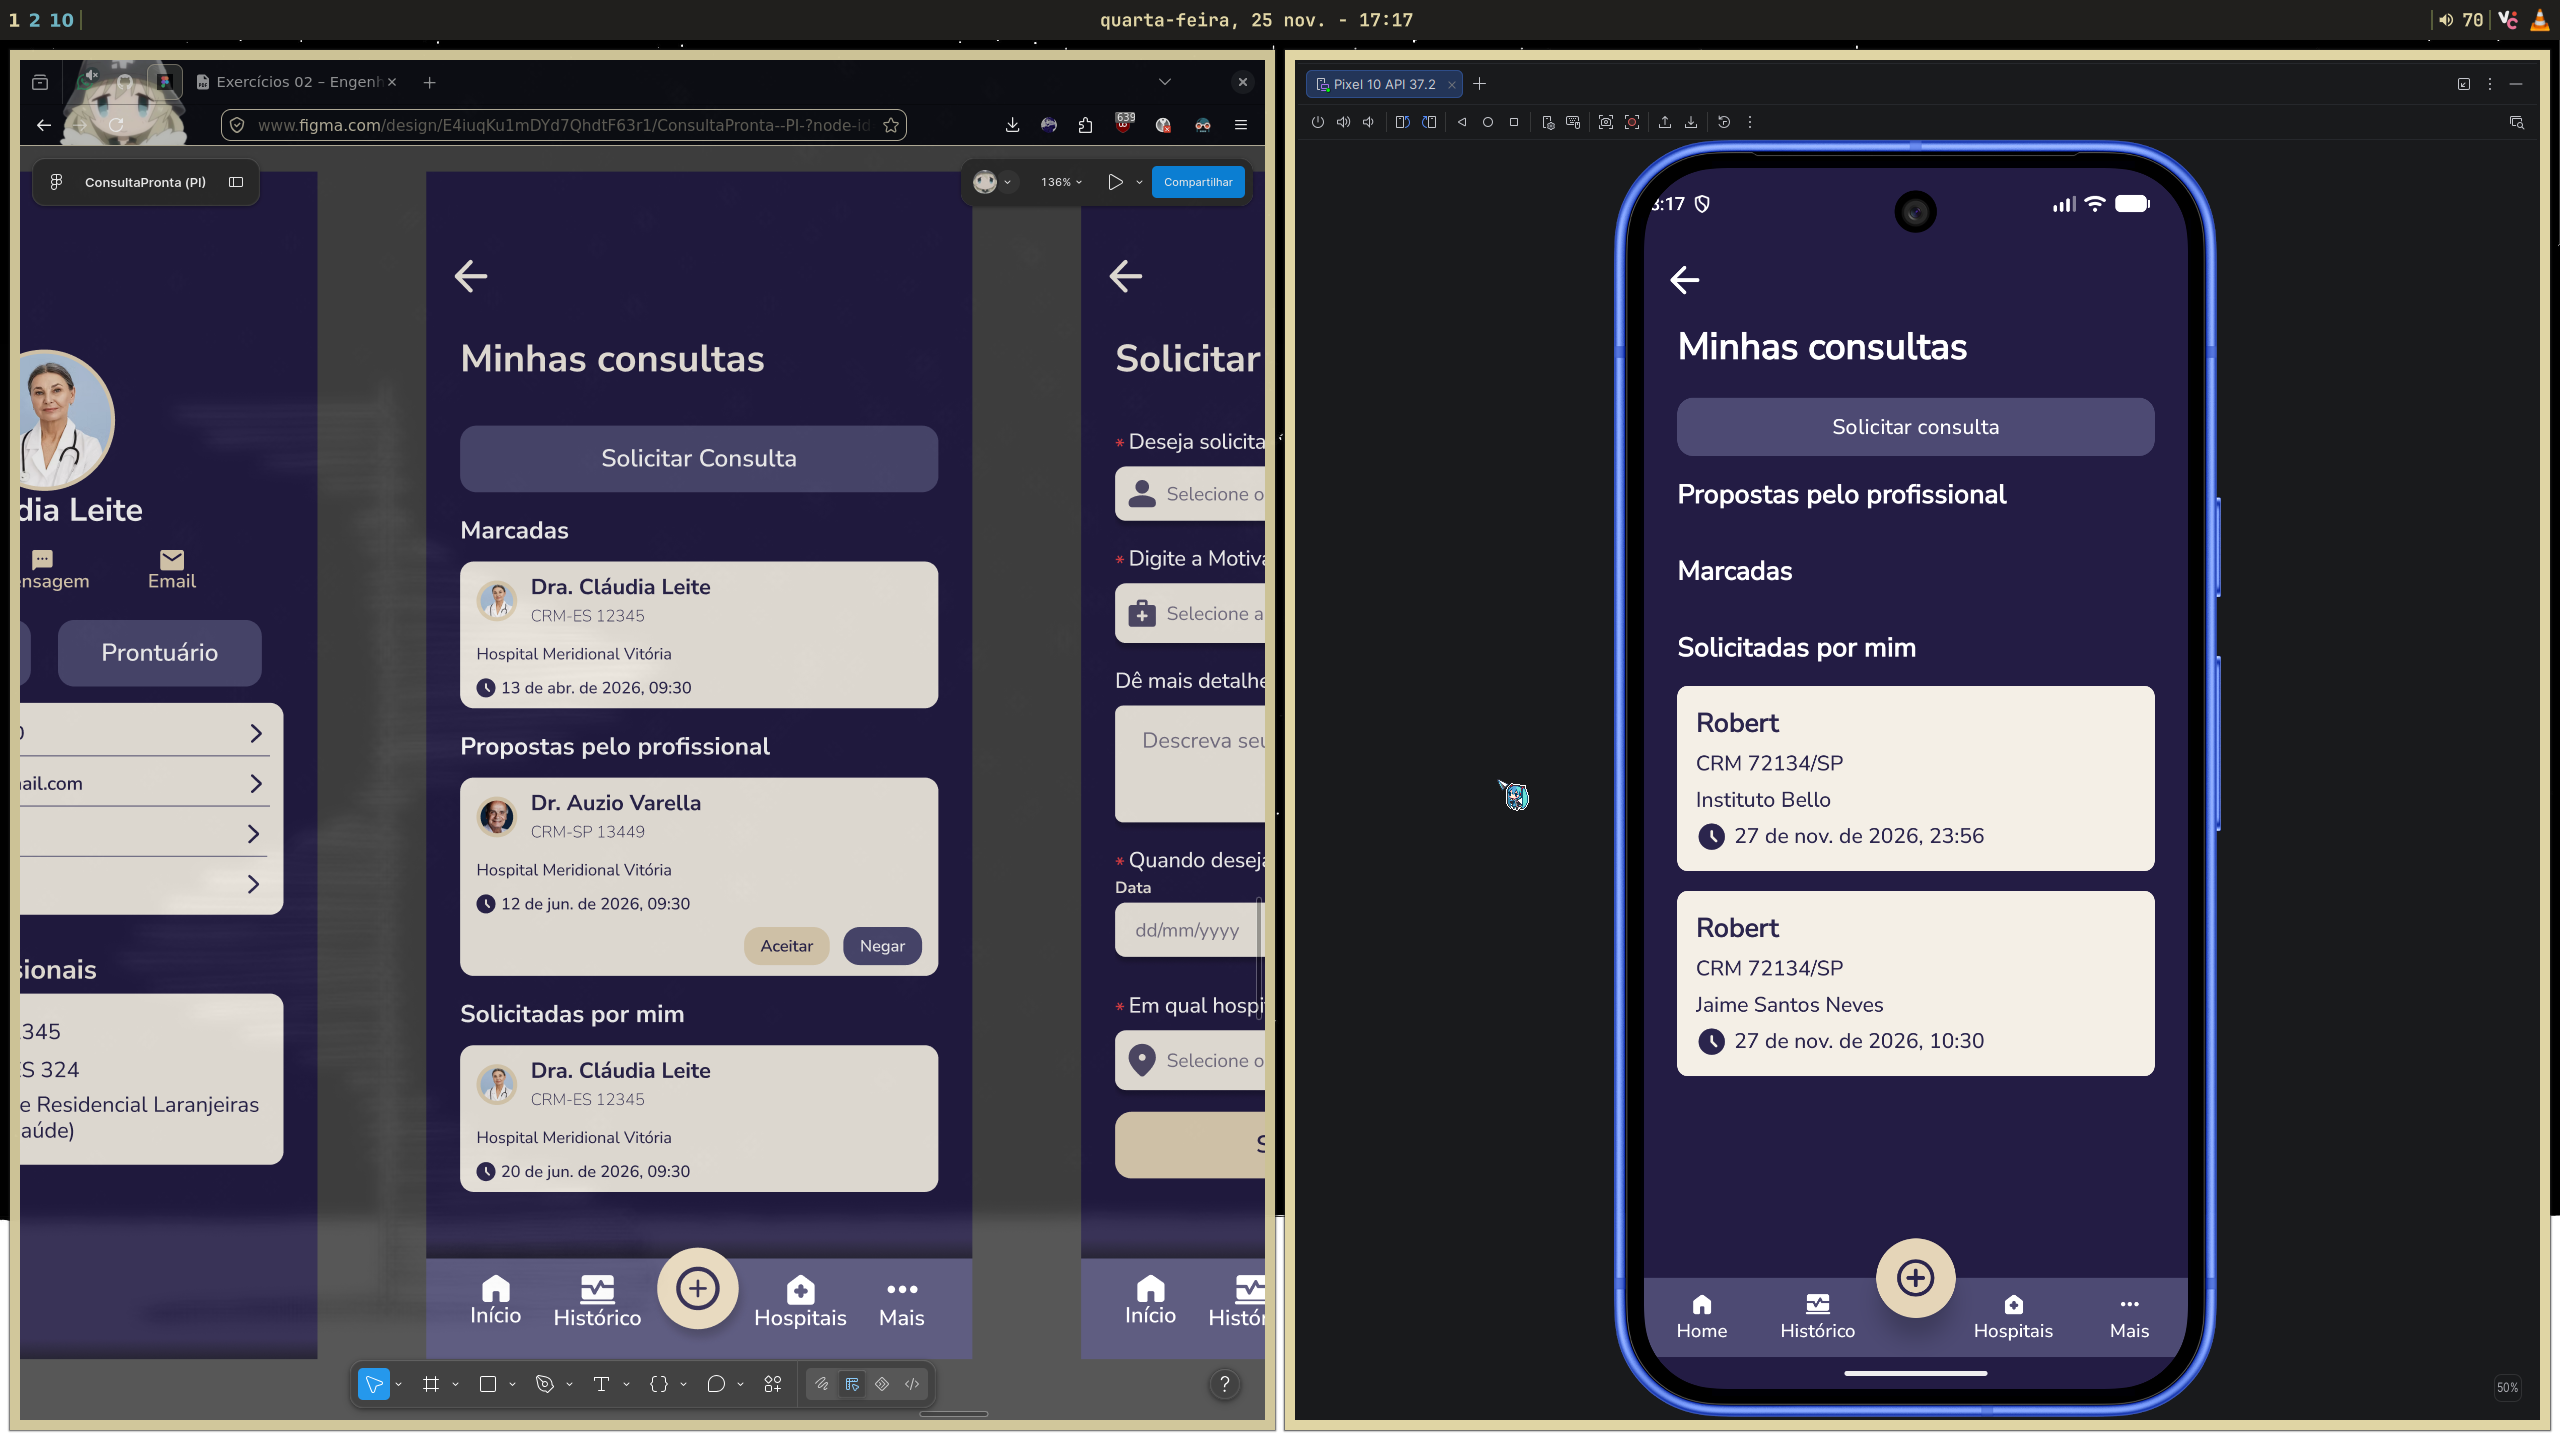 1 2 10
quarta-feira, 25 nov. - 17:17
70
Exercícios 02 – Engenh
www.figma.com/design/E4iuqKu1mDYd7QhdtF63r1/ConsultaPronta--PI-?node-id
639
ConsultaPronta (PI)
136%
Compartilhar
dia Leite
nsagem
Email
Prontuário
ail.com
sionais
345
S 324
e Residencial Laranjeiras
aúde)
Minhas consultas
Solicitar Consulta
Marcadas
Dra. Cláudia Leite
CRM-ES 12345
Hospital Meridional Vitória
13 de abr. de 2026, 09:30
Propostas pelo profissional
Dr. Auzio Varella
CRM-SP 13449
Hospital Meridional Vitória
12 de jun. de 2026, 09:30
Aceitar
Negar
Solicitadas por mim
Dra. Cláudia Leite
CRM-ES 12345
Hospital Meridional Vitória
20 de jun. de 2026, 09:30
Início
Histórico
Hospitais
Mais
Solicitar
* Deseja solicita
Selecione o
* Digite a Motiva
Selecione a
Dê mais detalhe
Descreva seu
* Quando deseja
Data
dd/mm/yyyy
* Em qual hospi
Selecione o
S
Início
Histór
?
Pixel 10 API 37.2
:17
Minhas consultas
Solicitar consulta
Propostas pelo profissional
Marcadas
Solicitadas por mim
Robert
CRM 72134/SP
Instituto Bello
27 de nov. de 2026, 23:56
Robert
CRM 72134/SP
Jaime Santos Neves
27 de nov. de 2026, 10:30
Home
Histórico
Hospitais
Mais
50%